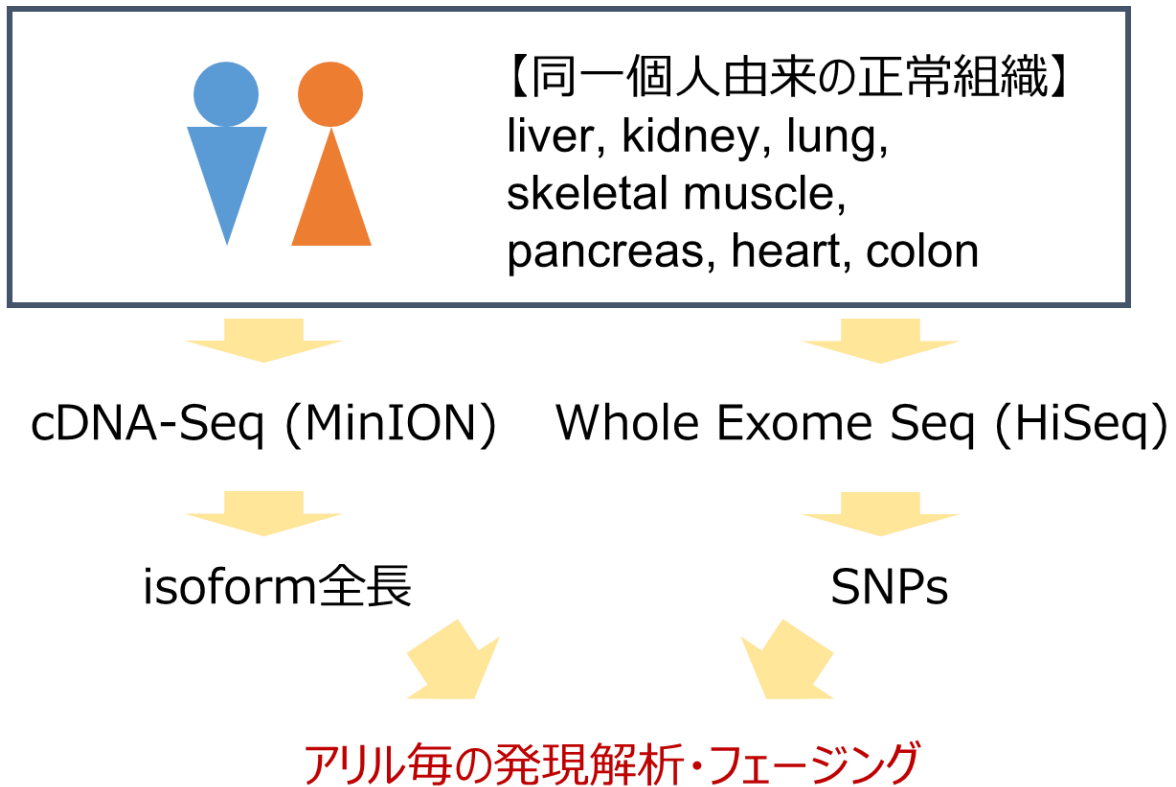 【同一個人由来の正常組織】
liver, kidney, lung,
skeletal muscle,
pancreas, heart, colon
cDNA-Seq (MinION)
Whole Exome Seq (HiSeq)
isoform全長
SNPs
アリル毎の発現解析・フェージング